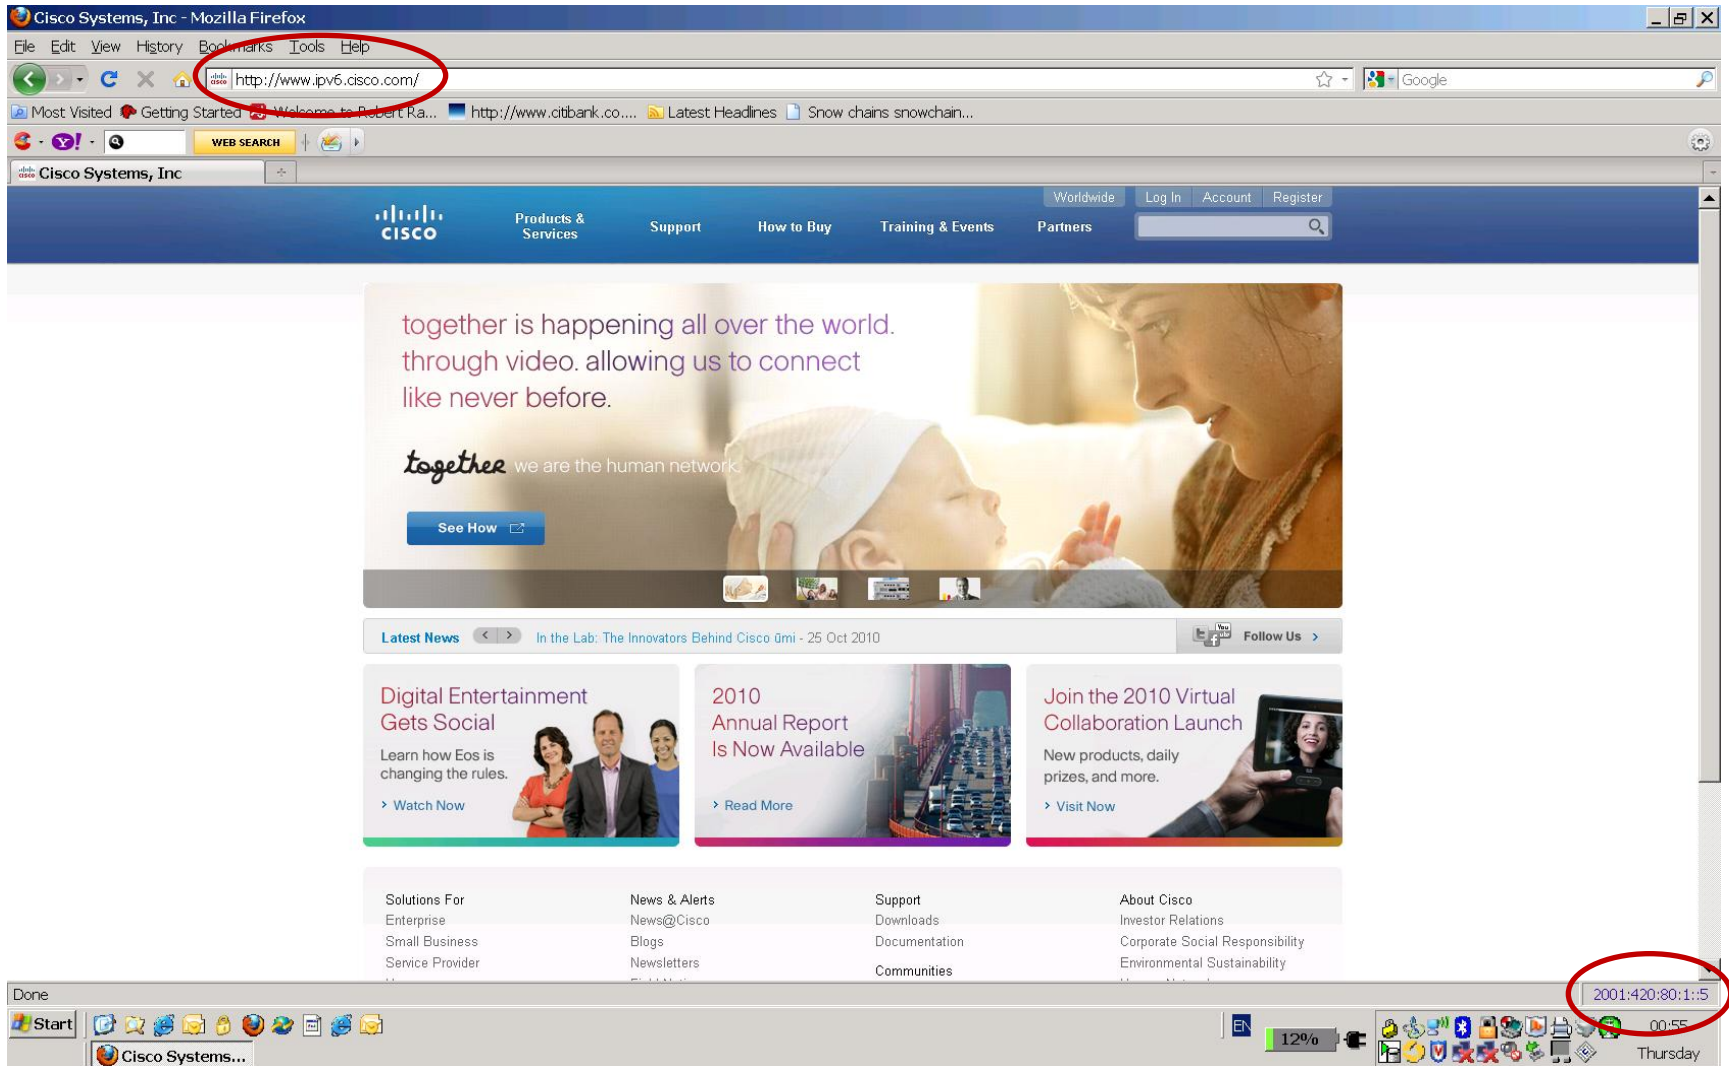 Cisco Systems, Inc - Mozilla Firefox
File Edit View History Bookmarks Tools Help
http://www.ipv6.cisco.com/
Google
Most Visited Getting Started Welcome to Robert Ra... http://www.citibank.co.... Latest Headlines Snow chains snowchain...
Y! WEB SEARCH
Cisco Systems, Inc
Worldwide Log In Account Register
CISCO
Products & Services
Support
How to Buy
Training & Events
Partners
together is happening all over the world.
through video. allowing us to connect
like never before.
together we are the human network.
See How
Latest News In the Lab: The Innovators Behind Cisco ūmi - 25 Oct 2010
Follow Us
Digital Entertainment
Gets Social
Learn how Eos is
changing the rules.
Watch Now
2010
Annual Report
Is Now Available
Read More
Join the 2010 Virtual
Collaboration Launch
New products, daily
prizes, and more.
Visit Now
Solutions For
Enterprise
Small Business
Service Provider
News & Alerts
News@Cisco
Blogs
Newsletters
Support
Downloads
Documentation
Communities
About Cisco
Investor Relations
Corporate Social Responsibility
Environmental Sustainability
Done
2001:420:80:1::5
Start
EN
12%
00:55
Cisco Systems...
Thursday